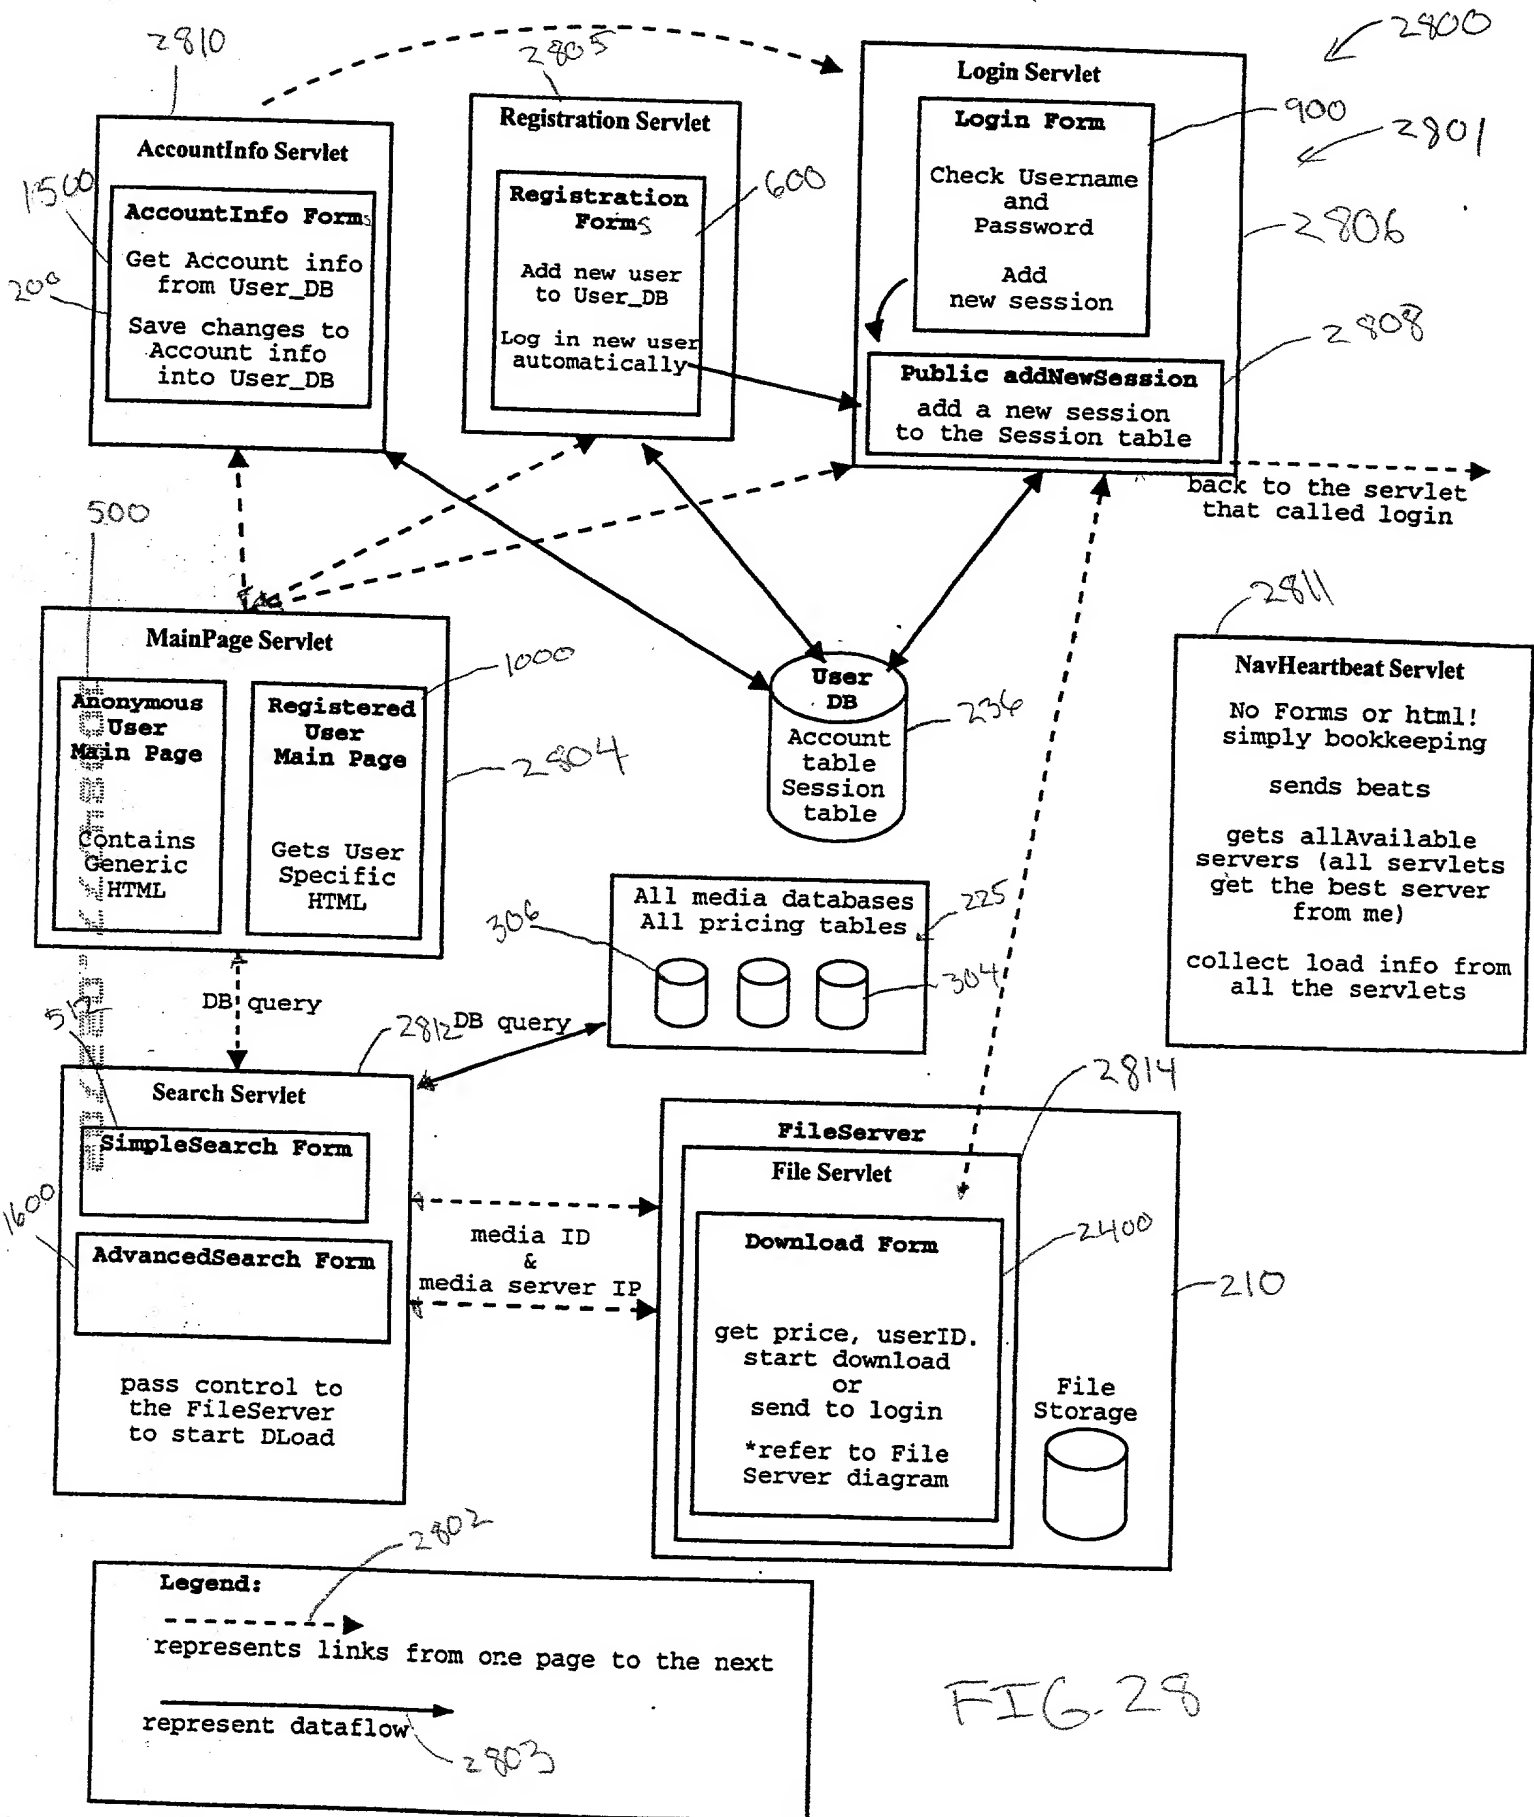 2810
2805
2800
Login Servlet
Registration Servlet
Login Form
900
2801
AccountInfo Servlet
Check Username
and
Password
1500
Registration
Forms
600
AccountInfo Forms
2806
Get Account info
from User_DB
Add new user
to User_DB
Add
new session
200
Save changes to
Account info
into User_DB
Log in new user
automatically
2808
Public addNewSession
add a new session
to the Session table
back to the servlet
that called login
500
2811
MainPage Servlet
NavHeartbeat Servlet
1000
User
DB
236
Anonymous
User
Main Page
Registered
User
Main Page
No Forms or html!
simply bookkeeping
2804
Account
table
Session
table
sends beats
Contains
Generic
HTML
Gets User
Specific
HTML
gets allAvailable
servers (all servlets
get the best server
from me)
All media databases
All pricing tables
225
306
304
collect load info from
all the servlets
DB query
512
2812
DB query
2814
Search Servlet
FileServer
SimpleSearch Form
File Servlet
1600
media ID
&
media server IP
Download Form
2400
AdvancedSearch Form
210
get price, userID.
start download
or
send to login
pass control to
the FileServer
to start DLoad
File
Storage
*refer to File
Server diagram
2802
Legend:
represents links from one page to the next
represent dataflow
2803
FIG. 28